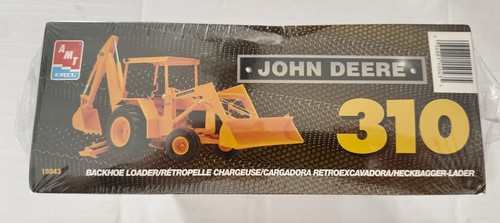 AMT
ERTL
JOHN DEERE
310
15043
BACKHOE LOADER/RÉTROPELLE CHARGEUSE/CARGADORA RETROEXCAVADORA/HECKBAGGER-LADER